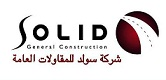 SOLID
General Construction
شركة سولد للمقاولات العامة